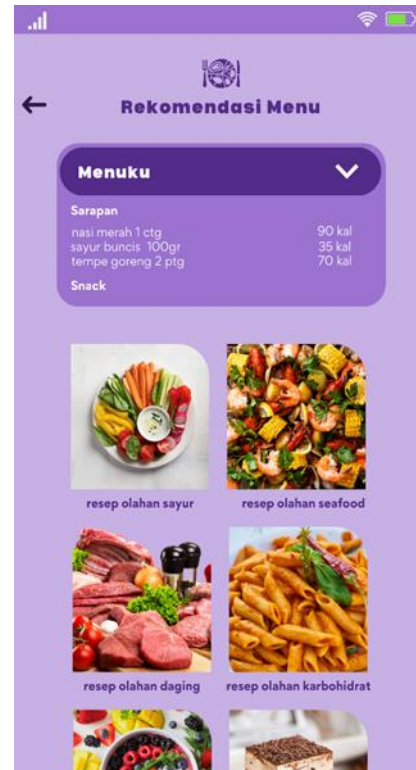 Rekomendasi Menu
Menuku
Sarapan
nasi merah 1 ctg 90 kal
sayur buncis 100gr 35 kal
tempe goreng 2 ptg 70 kal
Snack
resep olahan sayur
resep olahan seafood
resep olahan daging
resep olahan karbohidrat